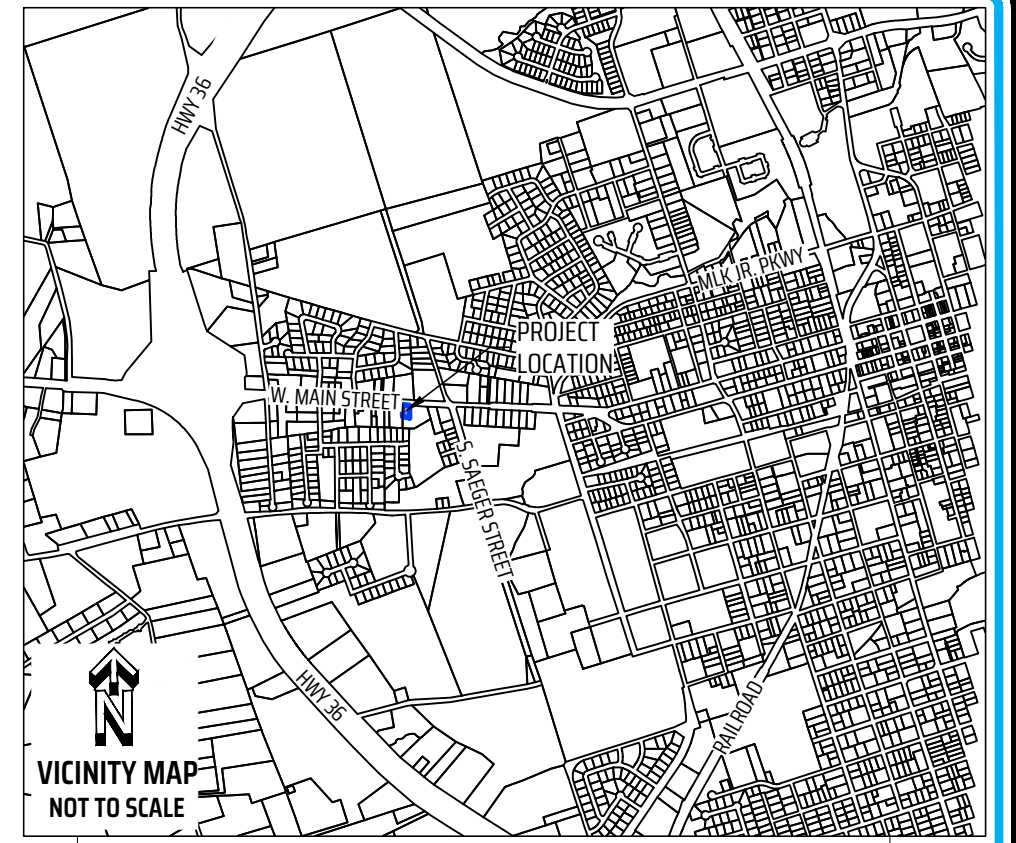 HWY 36
MLK JR. PKWY
PROJECT
LOCATION
W. MAIN STREET
S. SAEGER STREET
HWY 36
RAILROAD
N
VICINITY MAP
NOT TO SCALE